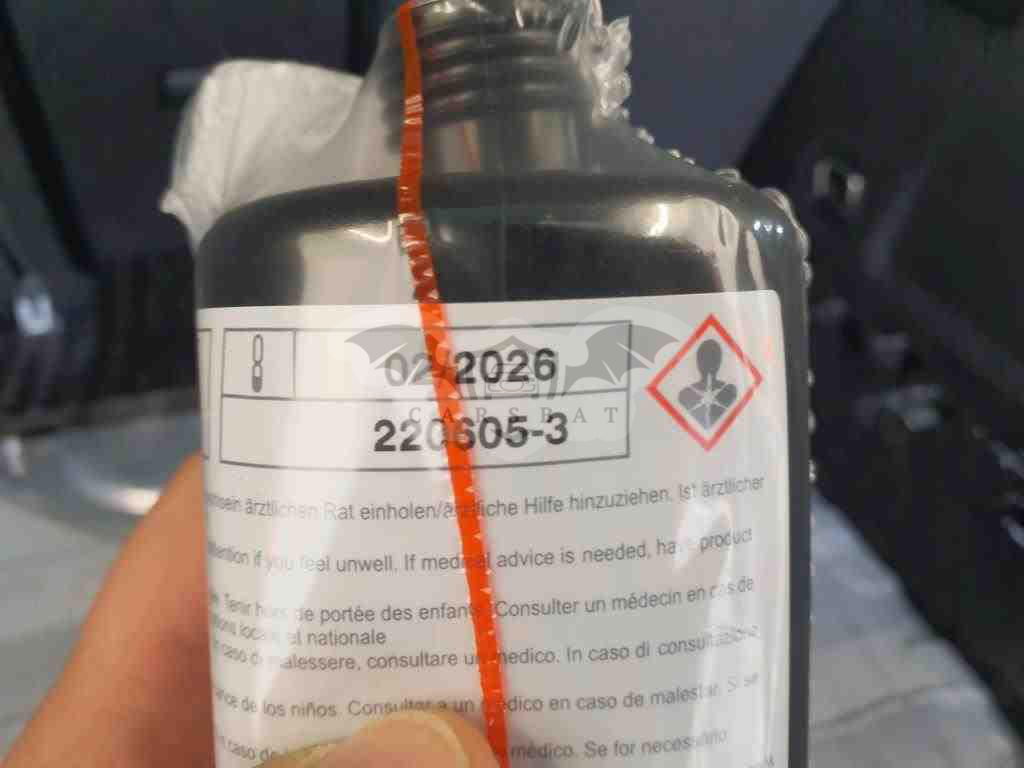 02/2026
CARSBAT
220605-3
ärztlichen Rat einholen/ärztliche Hilfe hinzuziehen. Ist ärztlicher
if you feel unwell. If medical advice is needed, have product
Tenir hors de portée des enfants. Consulter un médecin en cas de
et nationale
caso di malessere, consultare un medico. In caso di consultazione
de los niños. Consultar a un médico en caso de malestar. Si se
caso de médico. Se for necessário